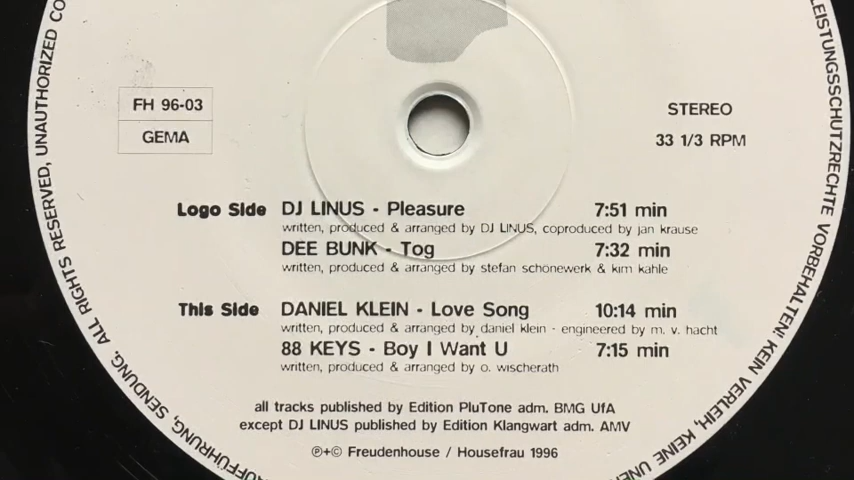 RESERVED, UNAUTHORIZED CO
LEISTUNGSSCHUTZRECHTE VORBEHALTEN! KEIN VERLEIH, KEINE
FH 96-03
GEMA
STEREO
33 1/3 RPM
Logo Side DJ LINUS - Pleasure 7:51 min
written, produced & arranged by DJ LINUS, coproduced by jan krause
DEE BUNK - Tog 7:32 min
written, produced & arranged by stefan schönewerk & kim kahle
This Side DANIEL KLEIN - Love Song 10:14 min
written, produced & arranged by daniel klein - engineered by m. v. hacht
88 KEYS - Boy I Want U 7:15 min
written, produced & arranged by o. wischerath
all tracks published by Edition PluTone adm. BMG UfA
except DJ LINUS published by Edition Klangwart adm. AMV
℗+© Freudenhouse / Housefrau 1996
AUFFÜHRUNG, SENDUNG. ALL RIGHTS